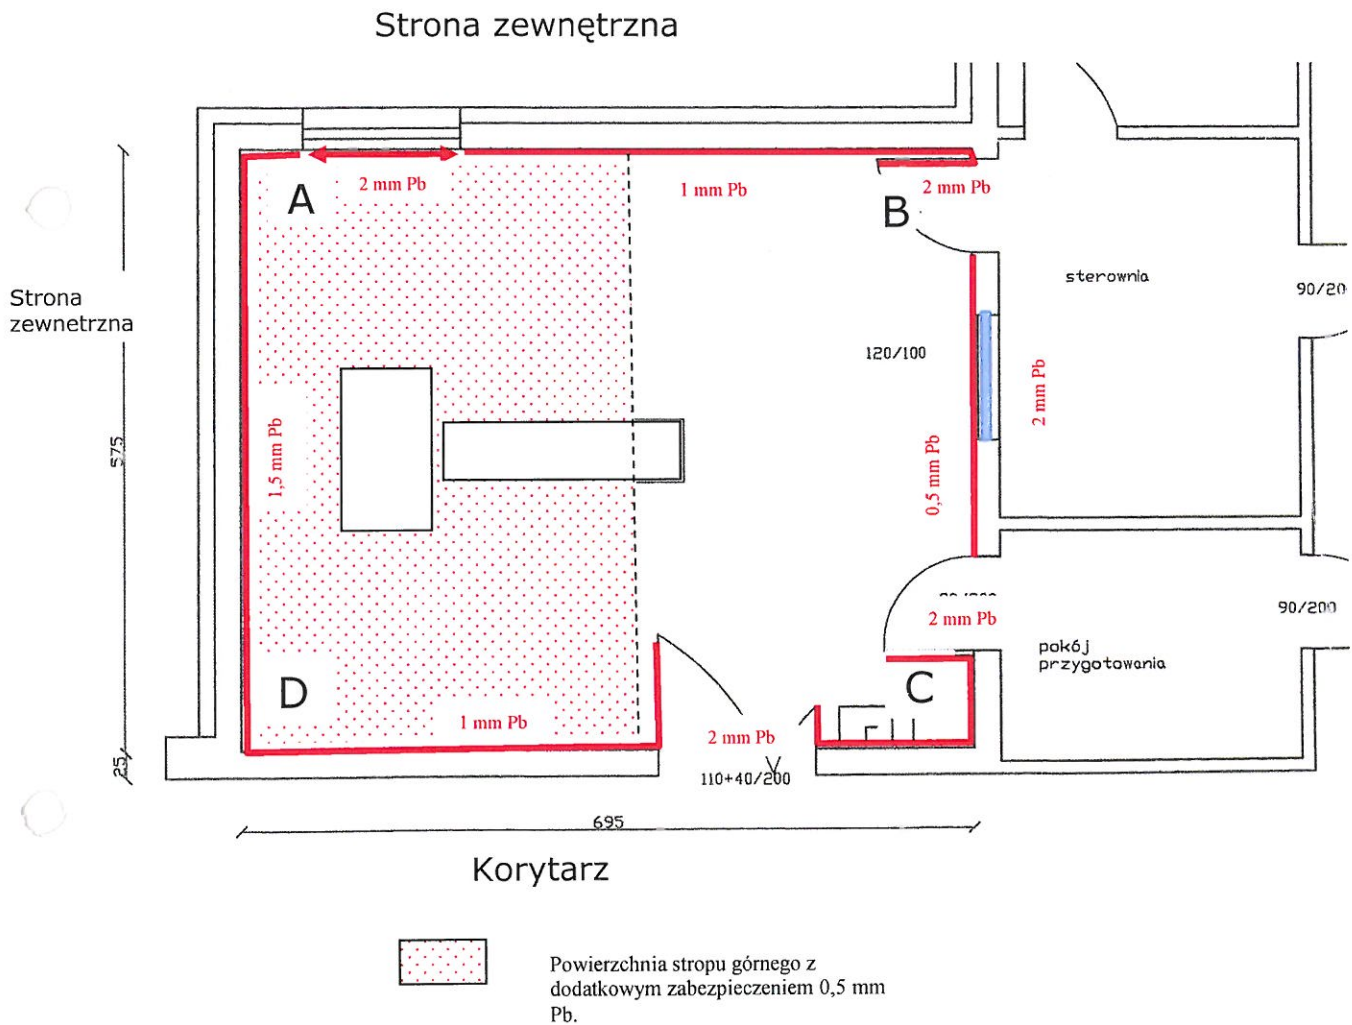 Strona zewnętrzna
A
2 mm Pb
1 mm Pb
2 mm Pb
B
sterownia
90/20
Strona
zewnetrzna
120/100
2 mm Pb
575
1,5 mm Pb
0,5 mm Pb
90/200
2 mm Pb
pokój
przygotowania
D
C
1 mm Pb
2 mm Pb
25
110+40/200
695
Korytarz
Powierzchnia stropu górnego z
dodatkowym zabezpieczeniem 0,5 mm
Pb.